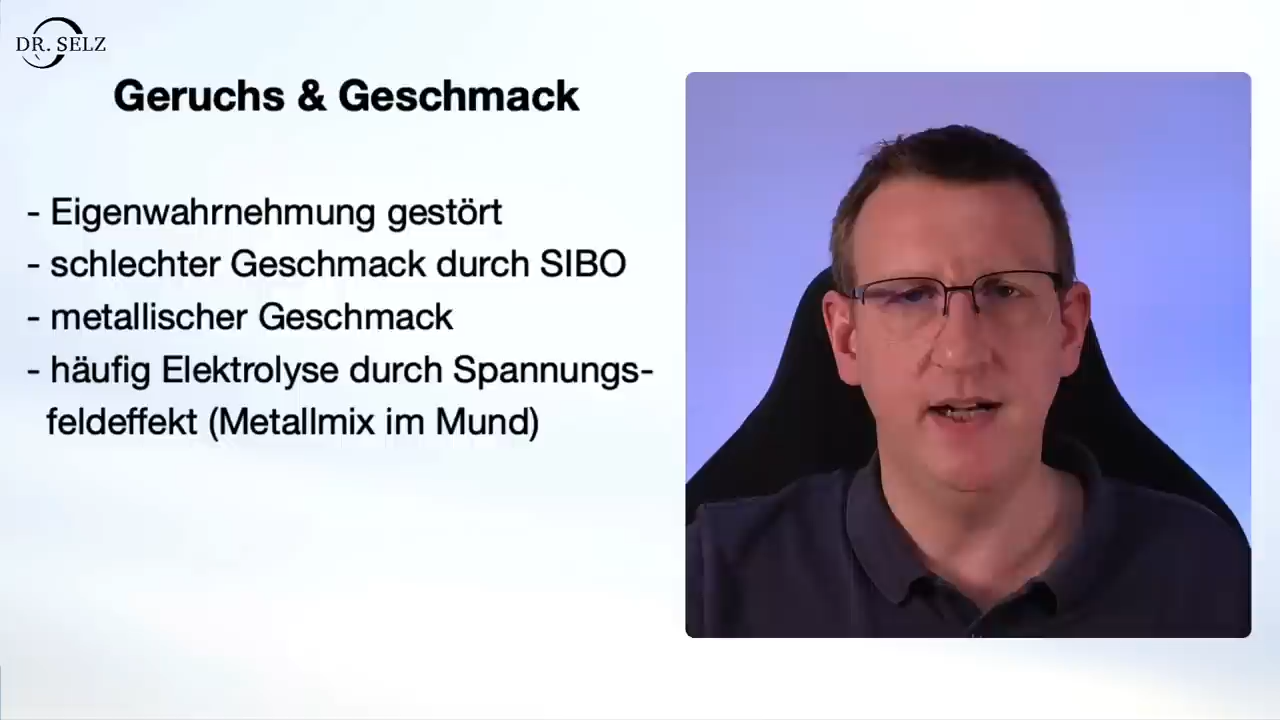 DR. SELZ
Geruchs & Geschmack
- Eigenwahrnehmung gestört
- schlechter Geschmack durch SIBO
- metallischer Geschmack
- häufig Elektrolyse durch Spannungs-
feldeffekt (Metallmix im Mund)